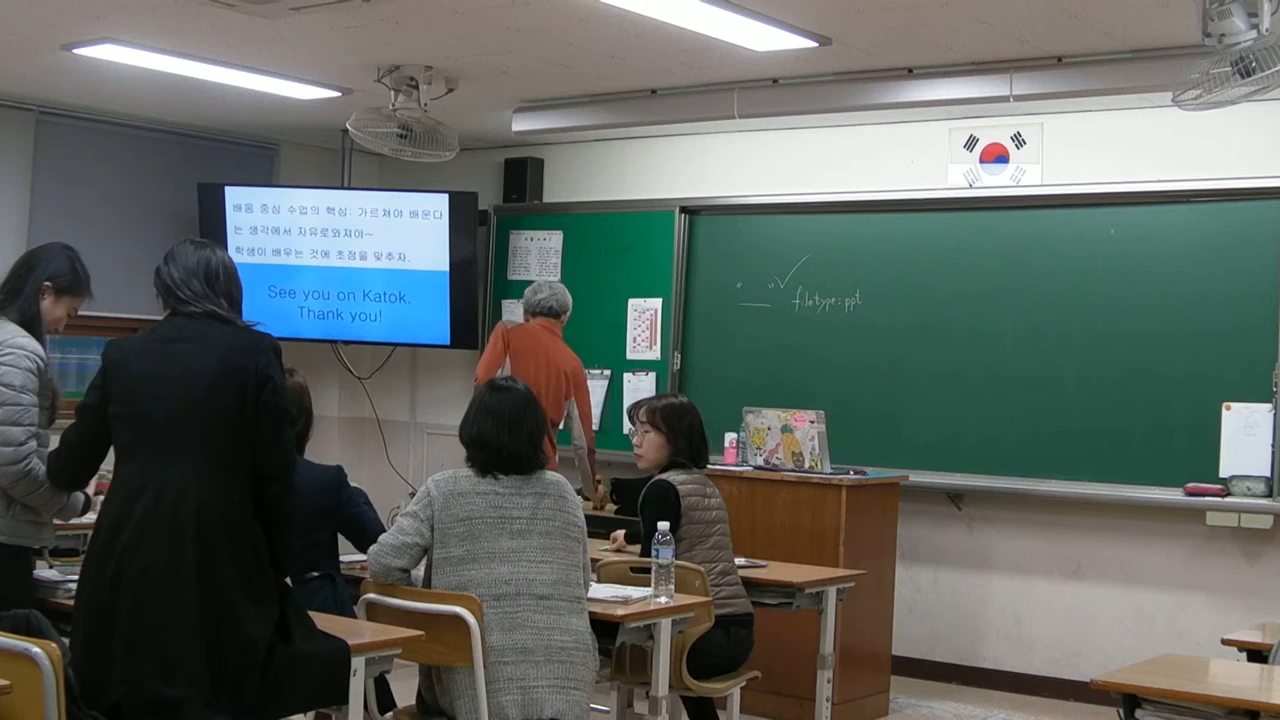 배움 중심 수업의 핵심: 가르쳐야 배운다
는 생각에서 자유로와져야~
학생이 배우는 것에 초점을 맞추자.
See you on Katok.
Thank you!
" " filetype:ppt